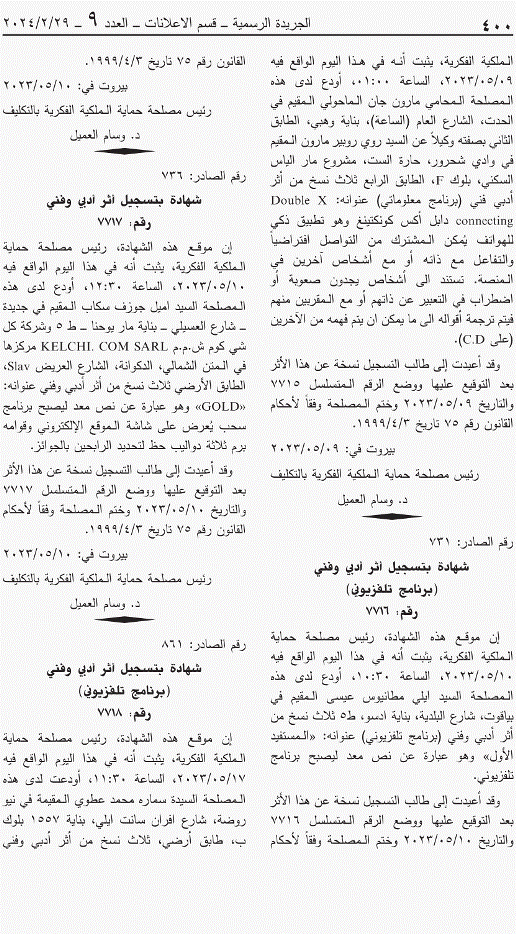 ٤٠٠
الجريدة الرسمية – قسم الاعلانات – العدد ٩ – ٢٠٢٤/٢/٢٩
الملكية الفكرية، يثبت أنه في هذا اليوم الواقع فيه
٢٠٢٣/٠٥/٠٩، الساعة ٠١:٠٠، أودع لدى هذه
المصلحة المحامي مارون جان الماحولي المقيم في
الحدت، الشارع العام (الساعة)، بناية وهبي، الطابق
الثاني بصفته وكيلاً عن السيد روي روبير مارون المقيم
في وادي شحرور، حارة الست، مشروع مار الياس
السكني، بلوك F، الطابق الرابع ثلاث نسخ من أثر
أدبي فني (برنامج معلوماتي) عنوانه: Double X
connecting دابل أكس كونكتينغ وهو تطبيق ذكي
للهواتف يُمكن المشترك من التواصل افتراضياً
والتفاعل مع ذاته أو مع أشخاص آخرين في
المنصة. تستند الى أشخاص يجدون صعوبة أو
اضطراب في التعبير عن ذاتهم أو مع المقربين منهم
فيتم ترجمة أقواله الى ما يمكن ان يتم فهمه من الآخرين
(على C.D).
وقد أعيدت إلى طالب التسجيل نسخة عن هذا الأثر
بعد التوقيع عليها ووضع الرقم المتسلسل ٧٧١٥
والتاريخ ٢٠٢٣/٠٥/٠٩ وختم المصلحة وفقاً لأحكام
القانون رقم ٧٥ تاريخ ١٩٩٩/٤/٣.
بيروت في: ٢٠٢٣/٠٥/٠٩
رئيس مصلحة حماية الملكية الفكرية بالتكليف
د. وسام العميل
رقم الصادر: ٧٣١
شهادة بتسجيل أثر أدبي وفني
(برنامج تلفزيوني)
رقم: ٧٧١٦
إن موقع هذه الشهادة، رئيس مصلحة حماية
الملكية الفكرية، يثبت أنه في هذا اليوم الواقع فيه
٢٠٢٣/٠٥/١٠، الساعة ١٠:٣٠، أودع لدى هذه
المصلحة السيد ايلي مطانيوس عيسى المقيم في
بياقوت، شارع البلدية، بناية ادسو، ط٥ ثلاث نسخ من
أثر أدبي وفني (برنامج تلفزيوني) عنوانه: «المستفيد
الأول» وهو عبارة عن نص معد ليصبح برنامج
تلفزيوني.
وقد أعيدت إلى طالب التسجيل نسخة عن هذا الأثر
بعد التوقيع عليها ووضع الرقم المتسلسل ٧٧١٦
والتاريخ ٢٠٢٣/٠٥/١٠ وختم المصلحة وفقاً لأحكام
القانون رقم ٧٥ تاريخ ١٩٩٩/٤/٣.
بيروت في: ٢٠٢٣/٠٥/١٠
رئيس مصلحة حماية الملكية الفكرية بالتكليف
د. وسام العميل
رقم الصادر: ٧٣٦
شهادة بتسجيل أثر أدبي وفني
رقم: ٧٧١٧
إن موقع هذه الشهادة، رئيس مصلحة حماية
الملكية الفكرية، يثبت أنه في هذا اليوم الواقع فيه
٢٠٢٣/٠٥/١٠، الساعة ١٢:٣٠، أودع لدى هذه
المصلحة السيد اميل جوزف سكاب المقيم في جديدة
– شارع العسيلي – بناية مار يوحنا – ط ٥ وشركة كل
شي كوم ش.م.م KELCHI. COM SARL مركزها
في المتن الشمالي، الدكوانة، الشارع العريض Slav،
الطابق الأرضي ثلاث نسخ من أثر أدبي وفني عنوانه:
«GOLD» وهو عبارة عن نص معد ليصبح برنامج
سحب يُعرض على شاشة الموقع الإلكتروني وقوامه
برم ثلاثة دواليب حظ لتحديد الرابحين بالجوائز.
وقد أعيدت إلى طالب التسجيل نسخة عن هذا الأثر
بعد التوقيع عليها ووضع الرقم المتسلسل ٧٧١٧
والتاريخ ٢٠٢٣/٠٥/١٠ وختم المصلحة وفقاً لأحكام
القانون رقم ٧٥ تاريخ ١٩٩٩/٤/٣.
بيروت في: ٢٠٢٣/٠٥/١٠
رئيس مصلحة حماية الملكية الفكرية بالتكليف
د. وسام العميل
رقم الصادر: ٨٦١
شهادة بتسجيل أثر أدبي وفني
(برنامج تلفزيوني)
رقم: ٧٧١٨
إن موقع هذه الشهادة، رئيس مصلحة حماية
الملكية الفكرية، يثبت أنه في هذا اليوم الواقع فيه
٢٠٢٣/٠٥/١٧، الساعة ١١:٣٠، أودعت لدى هذه
المصلحة السيدة سماره محمد عطوي المقيمة في نيو
روضة، شارع افران سانت ايلي، بناية ١٥٥٧ بلوك
ب، طابق أرضي، ثلاث نسخ من أثر أدبي وفني